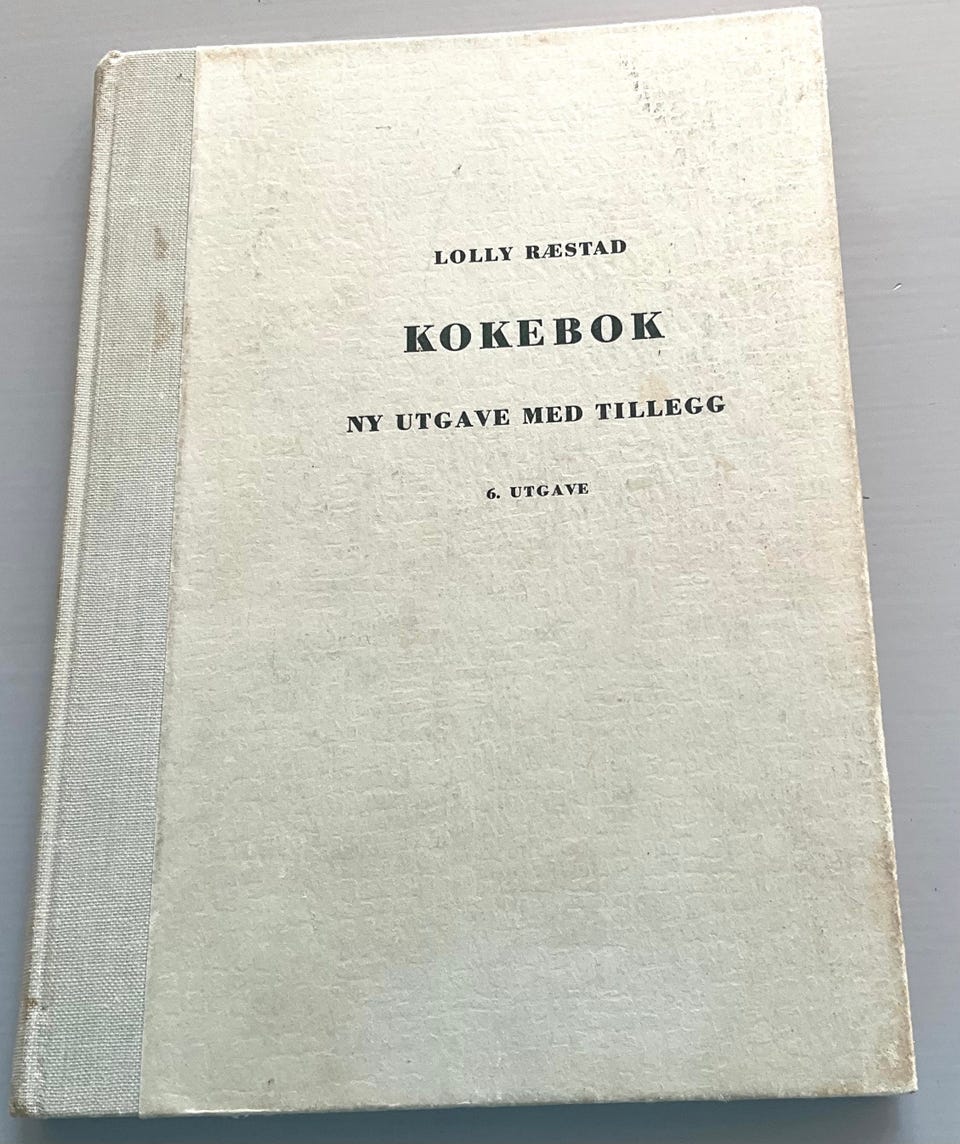 LOLLY RÆSTAD
KOKEBOK
NY UTGAVE MED TILLEGG
6. UTGAVE